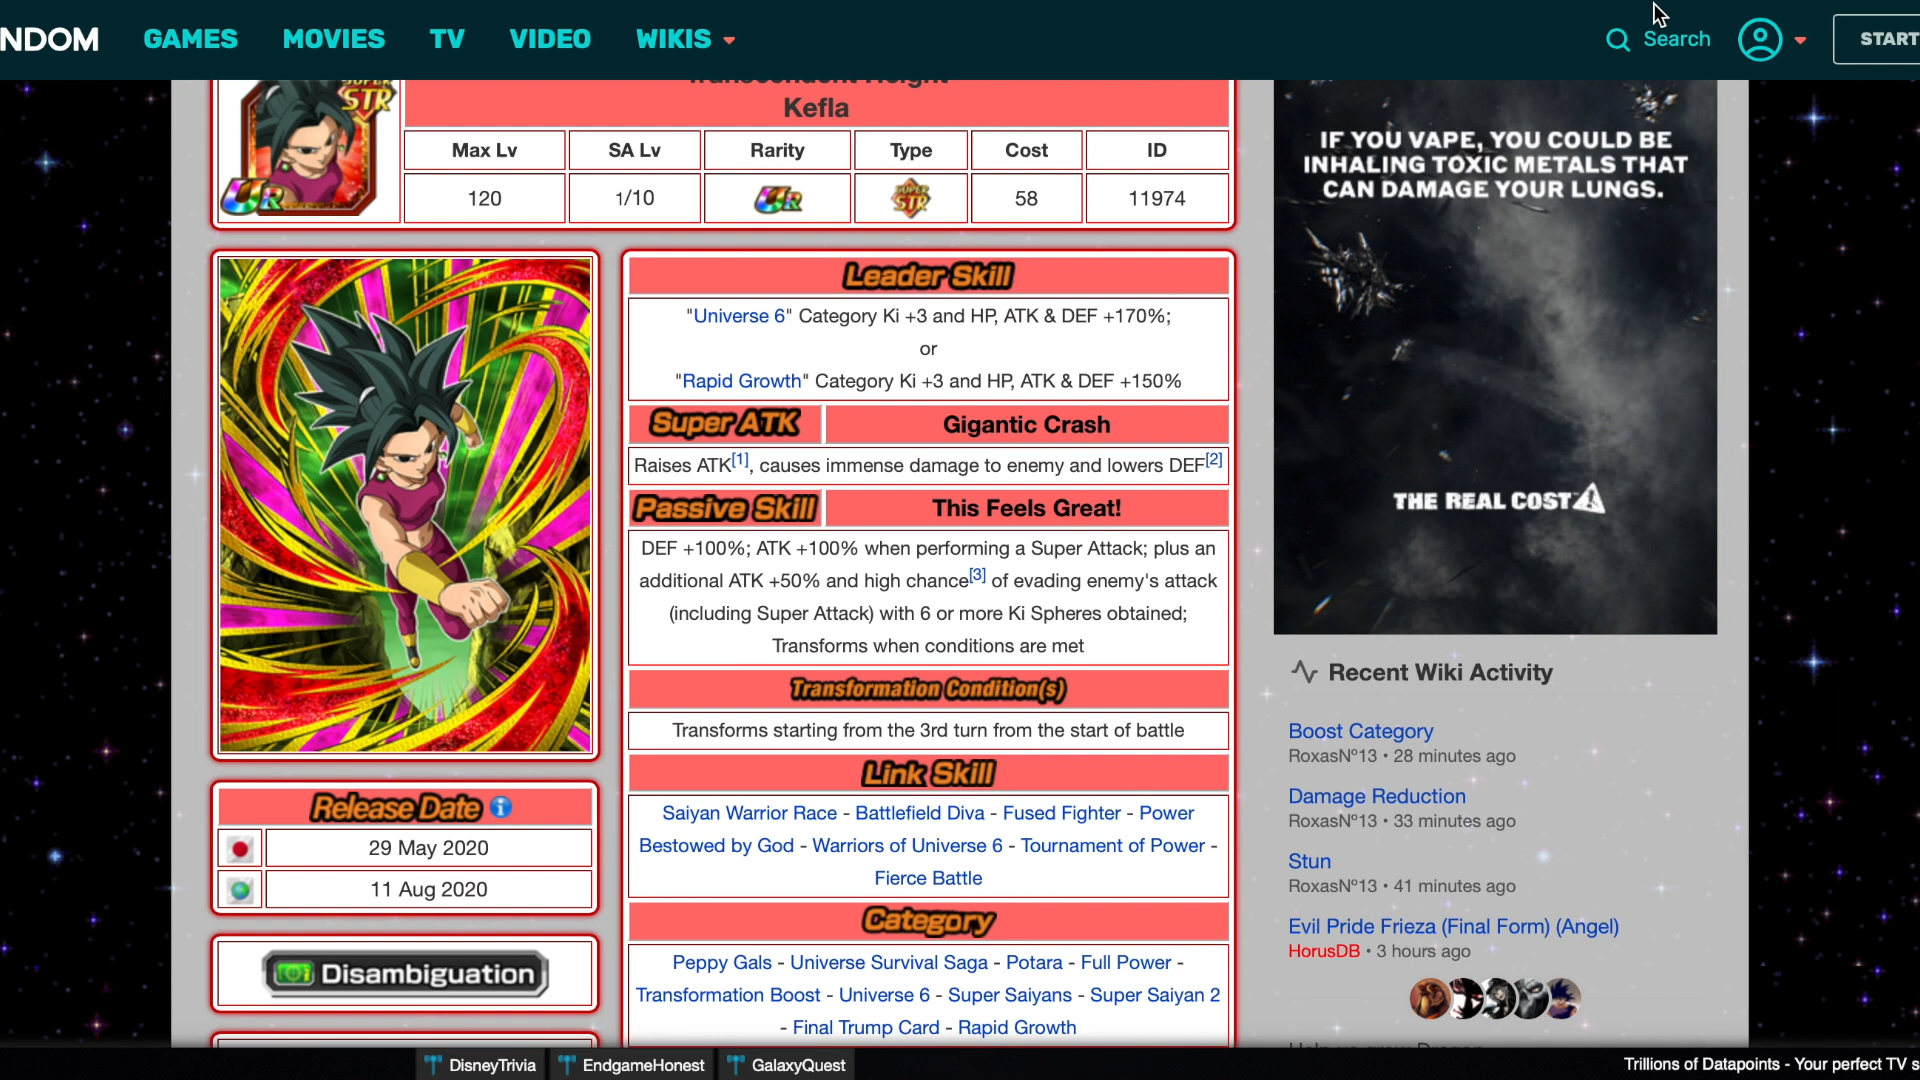 NDOM
GAMES
MOVIES
TV
VIDEO
WIKIS
Search
START
Transcendent Height
Kefla
SUPER STR
UR
Max Lv
SA Lv
Rarity
Type
Cost
ID
120
1/10
UR
SUPER STR
58
11974
Leader Skill
"Universe 6" Category Ki +3 and HP, ATK & DEF +170%;
or
"Rapid Growth" Category Ki +3 and HP, ATK & DEF +150%
Super ATK
Gigantic Crash
Raises ATK[1], causes immense damage to enemy and lowers DEF[2]
Passive Skill
This Feels Great!
DEF +100%; ATK +100% when performing a Super Attack; plus an
additional ATK +50% and high chance[3] of evading enemy's attack
(including Super Attack) with 6 or more Ki Spheres obtained;
Transforms when conditions are met
Transformation Condition(s)
Transforms starting from the 3rd turn from the start of battle
Link Skill
Saiyan Warrior Race - Battlefield Diva - Fused Fighter - Power
Bestowed by God - Warriors of Universe 6 - Tournament of Power -
Fierce Battle
Category
Peppy Gals - Universe Survival Saga - Potara - Full Power -
Transformation Boost - Universe 6 - Super Saiyans - Super Saiyan 2
- Final Trump Card - Rapid Growth
Release Date
29 May 2020
11 Aug 2020
Disambiguation
IF YOU VAPE, YOU COULD BE
INHALING TOXIC METALS THAT
CAN DAMAGE YOUR LUNGS.
THE REAL COST
Recent Wiki Activity
Boost Category
RoxasNº13 • 28 minutes ago
Damage Reduction
RoxasNº13 • 33 minutes ago
Stun
RoxasNº13 • 41 minutes ago
Evil Pride Frieza (Final Form) (Angel)
HorusDB • 3 hours ago
DisneyTrivia
EndgameHonest
GalaxyQuest
Trillions of Datapoints - Your perfect TV s